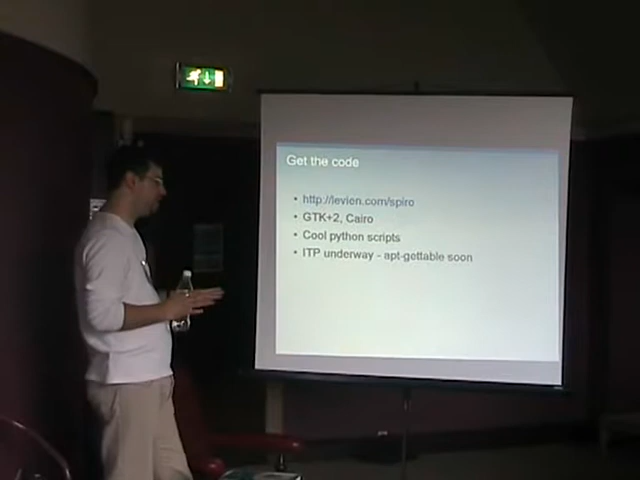 Get the code
• http://levien.com/spiro
• GTK+2, Cairo
• Cool python scripts
• ITP underway - apt-gettable soon